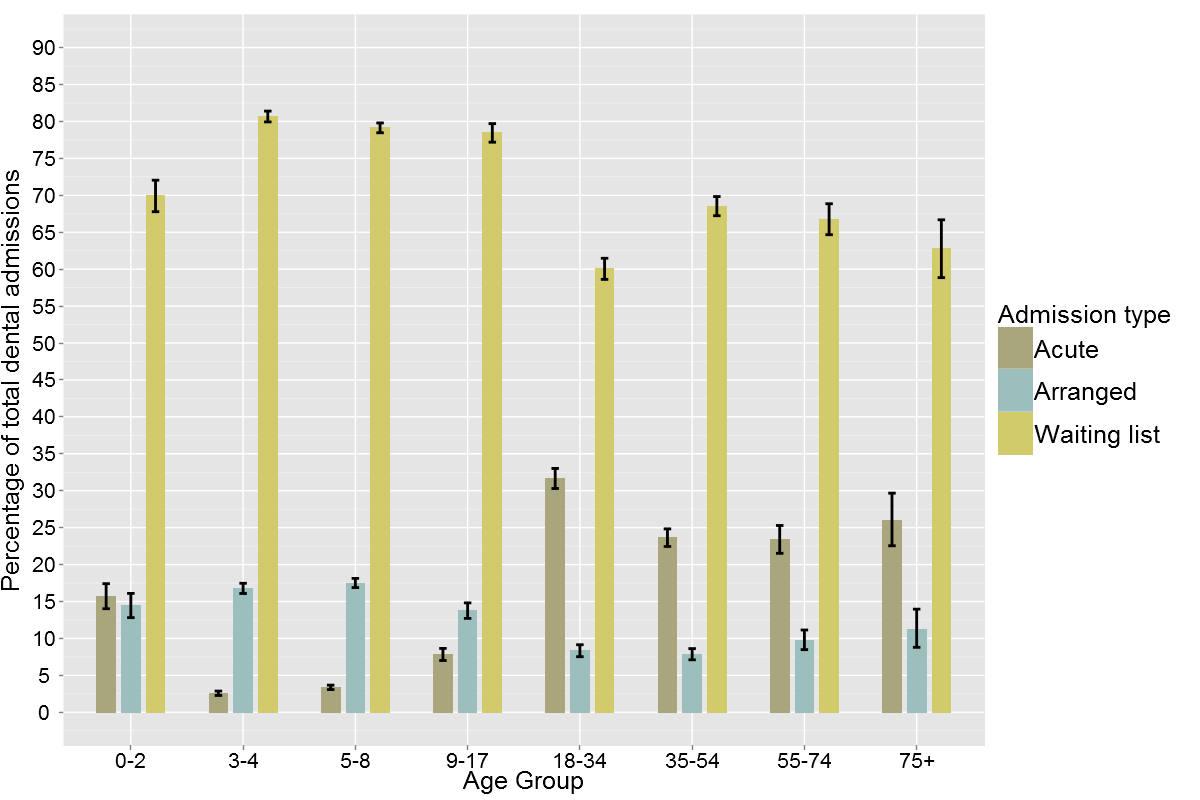 Percentage of total dental admissions
90
85
80
75
70
65
60
55
50
45
40
35
30
25
20
15
10
5
0
0-2 3-4 5-8 9-17 18-34 35-54 55-74 75+
Age Group
Admission type
Acute
Arranged
Waiting list